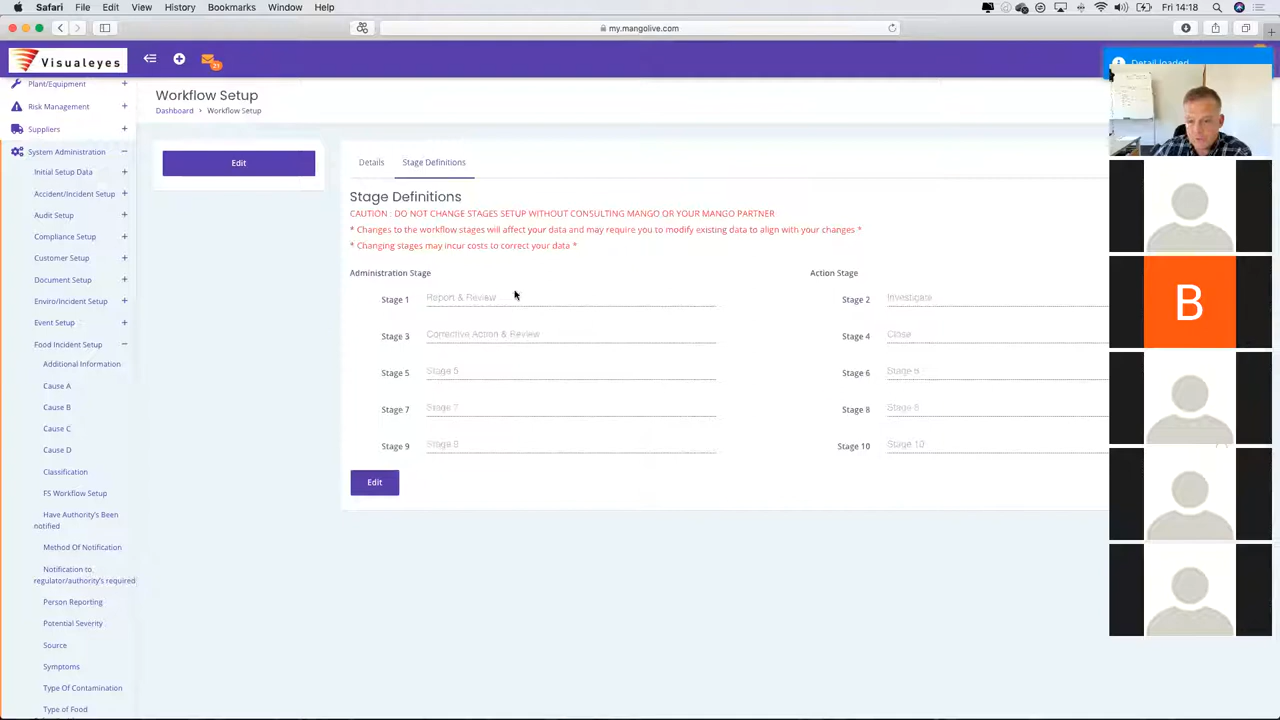 Safari File Edit View History Bookmarks Window Help
Fri 14:18
my.mangolive.com
Visualeyes
21
Detail loaded
Plant/Equipment +
Risk Management +
Suppliers +
System Administration −
Initial Setup Data +
Accident/Incident Setup +
Audit Setup +
Compliance Setup +
Customer Setup +
Document Setup +
Enviro/Incident Setup +
Event Setup +
Food Incident Setup −
Additional Information
Cause A
Cause B
Cause C
Cause D
Classification
FS Workflow Setup
Have Authority's Been
notified
Method Of Notification
Notification to
regulator/authority's required
Person Reporting
Potential Severity
Source
Symptoms
Type Of Contamination
Type of Food
Workflow Setup
Dashboard > Workflow Setup
Edit
Details Stage Definitions
Stage Definitions
CAUTION : DO NOT CHANGE STAGES SETUP WITHOUT CONSULTING MANGO OR YOUR MANGO PARTNER
* Changes to the workflow stages will affect your data and may require you to modify existing data to align with your changes *
* Changing stages may incur costs to correct your data *
Administration Stage Action Stage
Stage 1 Report & Review Stage 2 Investigate
Stage 3 Corrective Action & Review Stage 4 Close
Stage 5 Stage 5 Stage 6
Stage 7 Stage 7 Stage 8
Stage 9 Stage 10 Stage 10
Edit
B